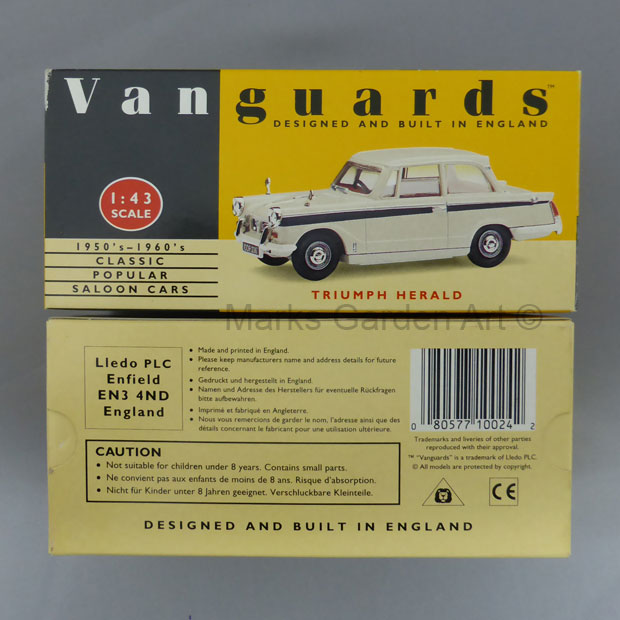 Vanguards™
DESIGNED AND BUILT IN ENGLAND
1:43
SCALE
1950's–1960's
CLASSIC
POPULAR
SALOON CARS
TRIUMPH HERALD
Marks Garden Art ©
Lledo PLC
Enfield
EN3 4ND
England
• Made and printed in England.
• Please keep manufacturers name and address details for future
reference.
• Gedruckt und hergestellt in England.
• Namen und Adresse des Herstellers für eventuelle Rückfragen
bitte aufbewahren.
• Imprimé et fabriqué en Angleterre.
• Nous vous remercions de garder le nom, l'adresse ainsi que des
détails concernant le fabricant pour une utilisation ultérieure.
CAUTION
• Not suitable for children under 8 years. Contains small parts.
• Ne convient pas aux enfants de moins de 8 ans. Risque d'absorption.
• Nicht für Kinder unter 8 Jahren geeignet. Verschluckbare Kleinteile.
0 80577 10024 2
Trademarks and liveries of other parties
reproduced with their approval.
™ "Vanguards" is a trademark of Lledo PLC.
© All models are protected by copyright.
CE
DESIGNED AND BUILT IN ENGLAND